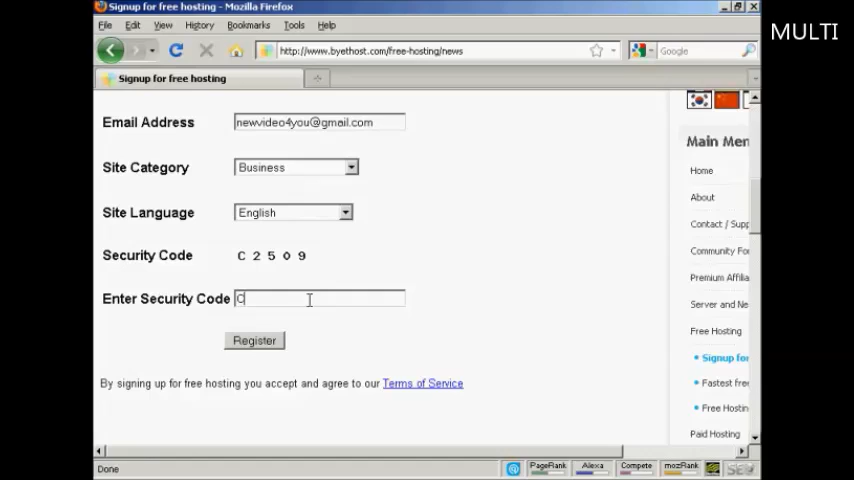 Signup for free hosting - Mozilla Firefox
MULTI
File Edit View History Bookmarks Tools Help
http://www.byethost.com/free-hosting/news
Google
Signup for free hosting
Email Address newvideo4you@gmail.com
Site Category Business
Site Language English
Security Code C 2 5 0 9
Enter Security Code C
Register
By signing up for free hosting you accept and agree to our Terms of Service
Main Men
Home
About
Contact / Supp
Community Fo
Premium Affilia
Server and Ne
Free Hosting
Signup for
Fastest free
Free Hostin
Paid Hosting
Done
PageRank Alexa Compete mozRank SEO